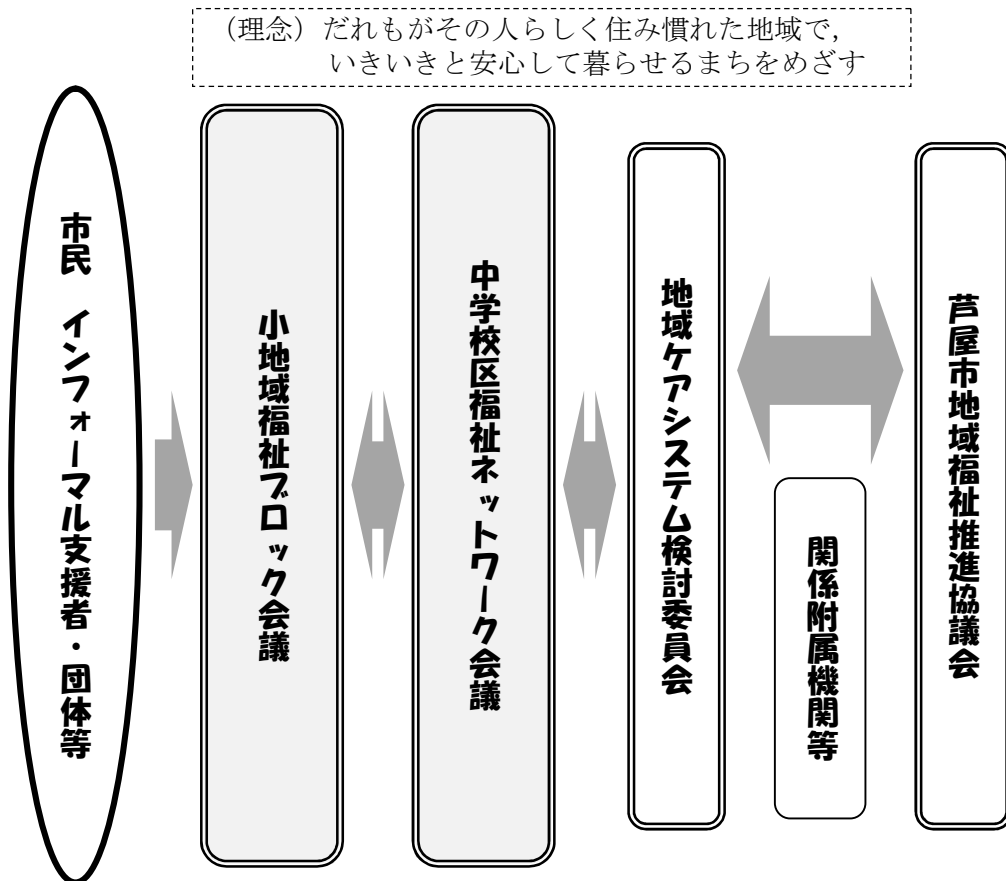 （理念）だれもがその人らしく住み慣れた地域で，
いきいきと安心して暮らせるまちをめざす
市民　インフォーマル支援者・団体等
小地域福祉ブロック会議
中学校区福祉ネットワーク会議
地域ケアシステム検討委員会
関係附属機関等
芦屋市地域福祉推進協議会